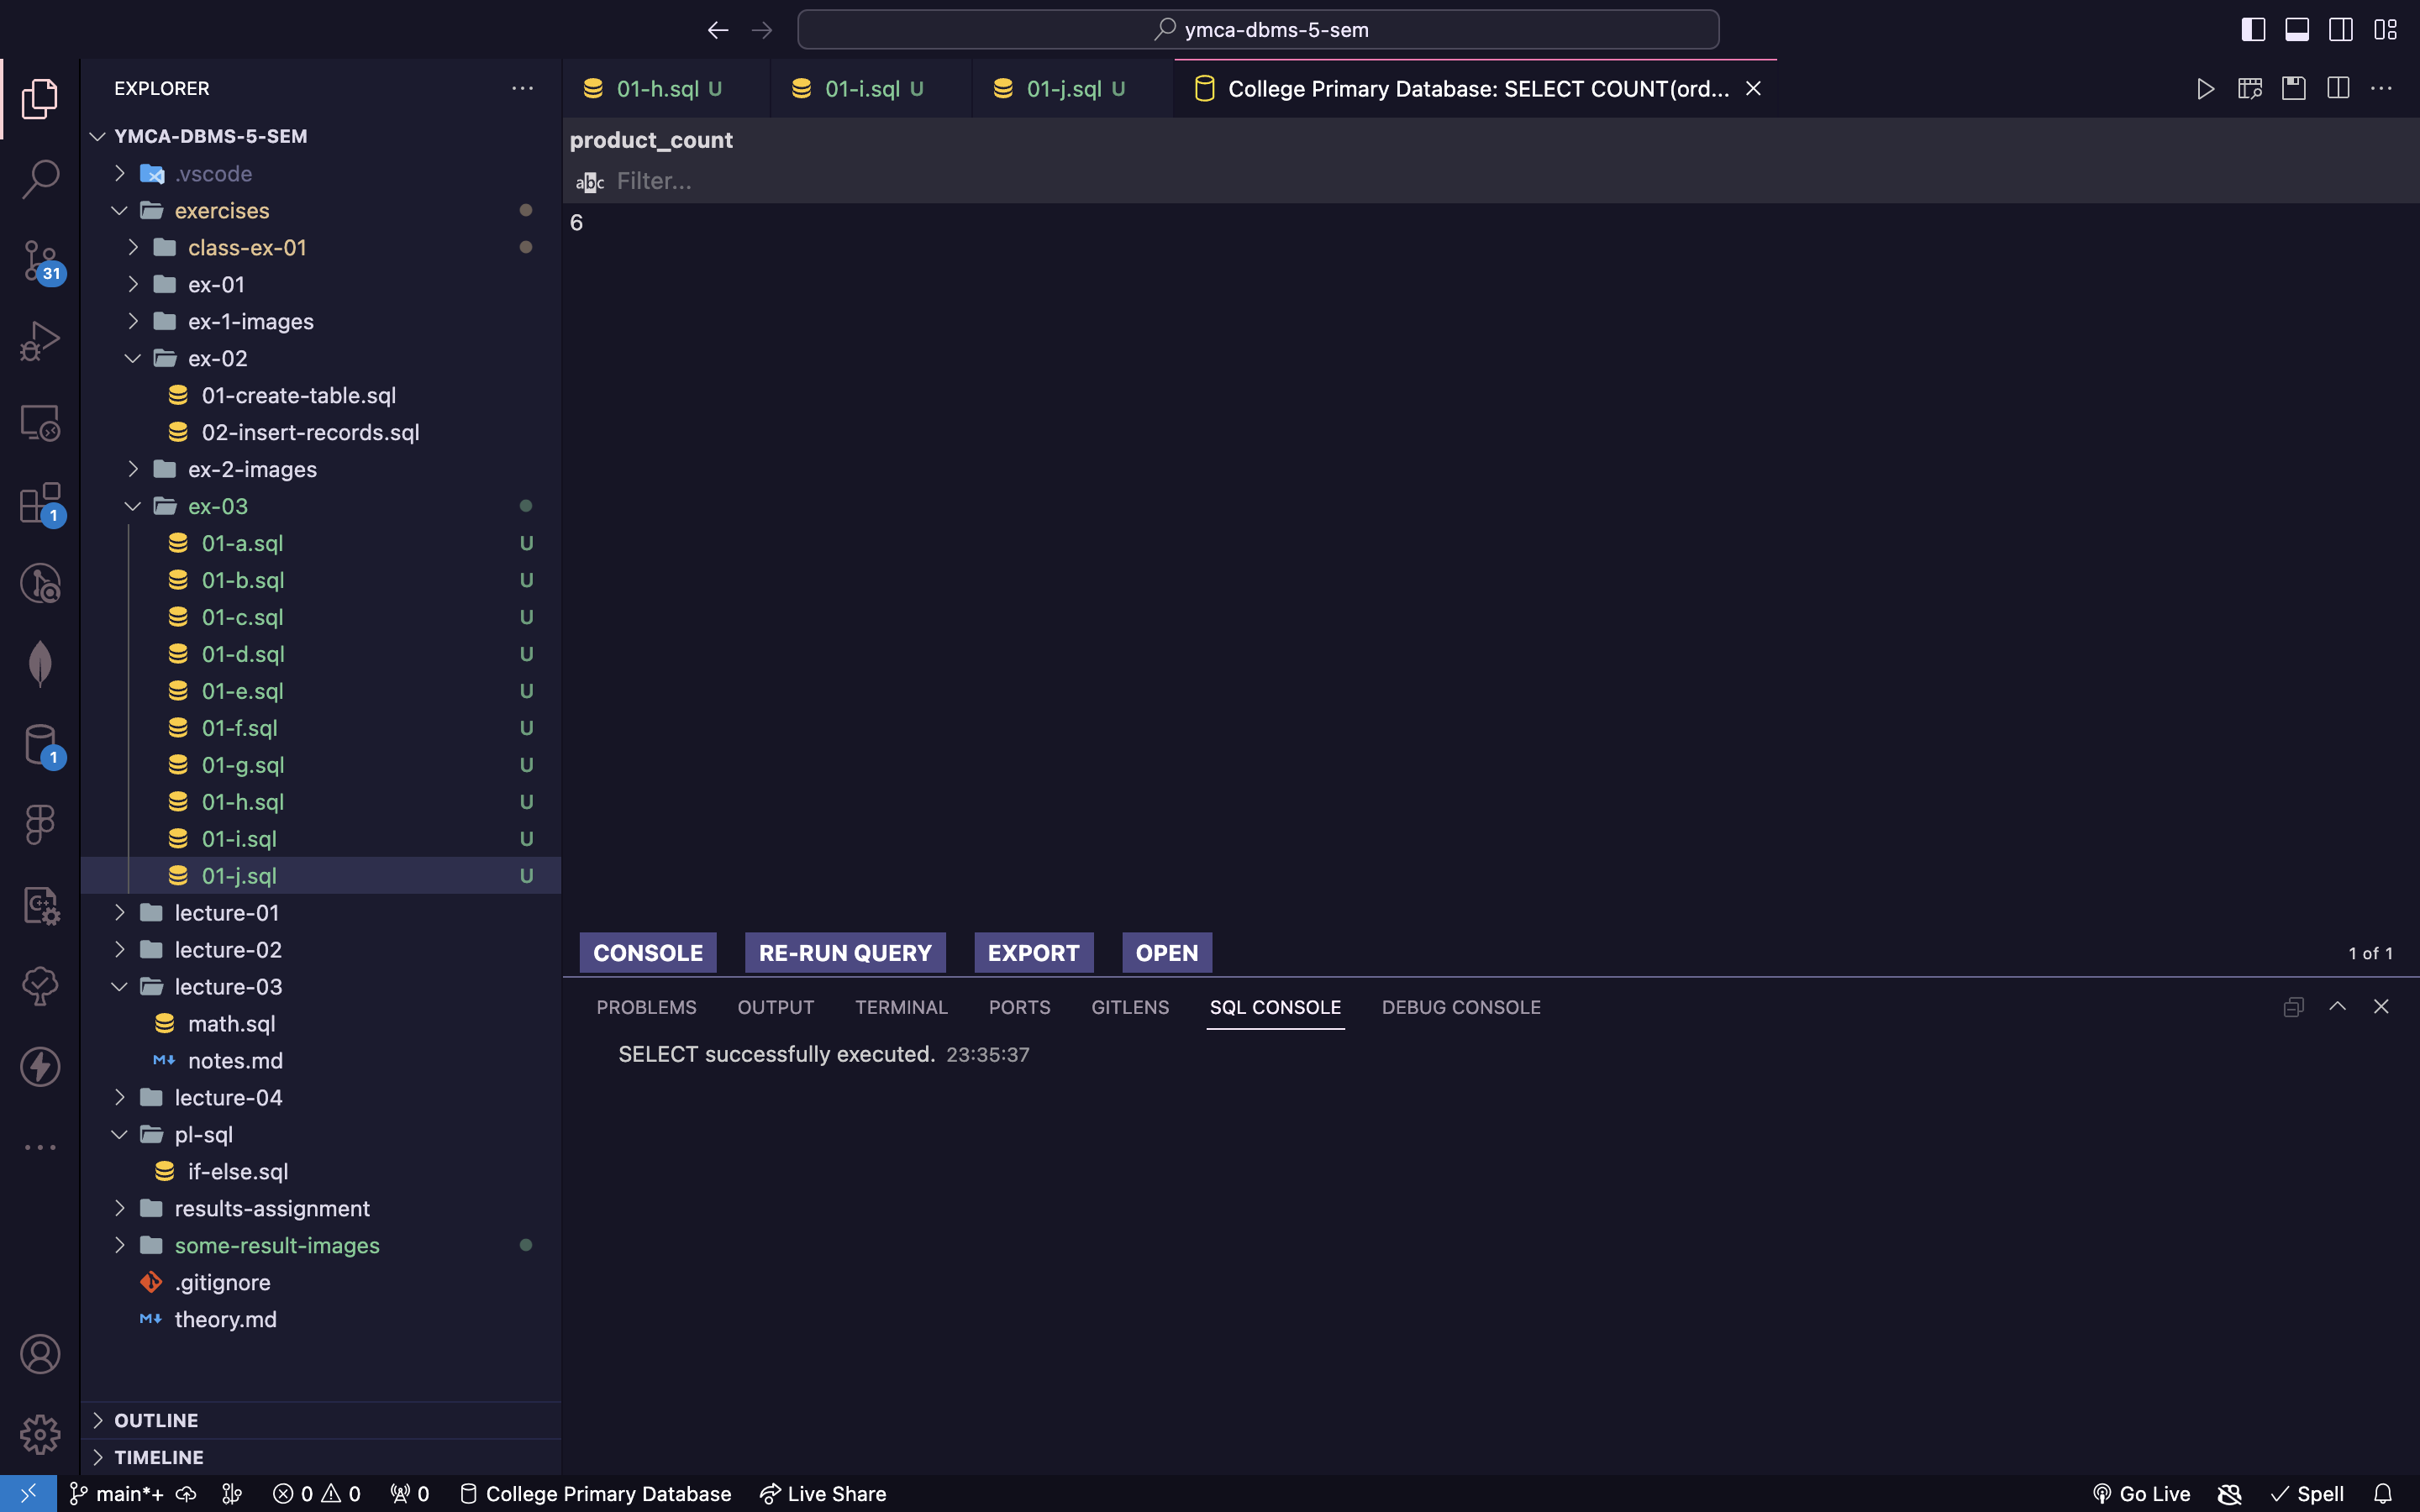 ymca-dbms-5-sem
EXPLORER
01-h.sql U
01-i.sql U
01-j.sql U
College Primary Database: SELECT COUNT(ord...
YMCA-DBMS-5-SEM
.vscode
exercises
class-ex-01
ex-01
ex-1-images
ex-02
01-create-table.sql
02-insert-records.sql
ex-2-images
ex-03
01-a.sql U
01-b.sql U
01-c.sql U
01-d.sql U
01-e.sql U
01-f.sql U
01-g.sql U
01-h.sql U
01-i.sql U
01-j.sql U
lecture-01
lecture-02
lecture-03
math.sql
notes.md
lecture-04
pl-sql
if-else.sql
results-assignment
some-result-images
.gitignore
theory.md
OUTLINE
TIMELINE
31
1
1
product_count
abc Filter...
6
CONSOLE RE-RUN QUERY EXPORT OPEN 1 of 1
PROBLEMS OUTPUT TERMINAL PORTS GITLENS SQL CONSOLE DEBUG CONSOLE
SELECT successfully executed. 23:35:37
main*+ 0 0 0 College Primary Database Live Share Go Live Spell